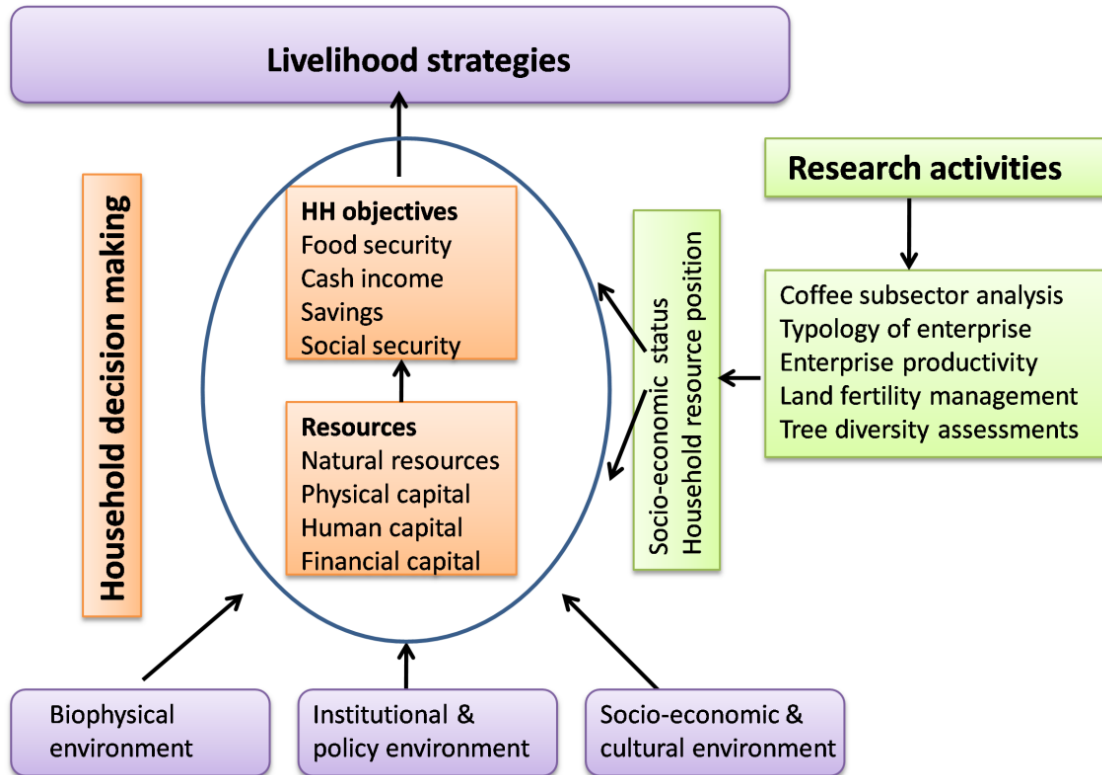 Livelihood strategies
Household decision making
HH objectives
Food security
Cash income
Savings
Social security
Resources
Natural resources
Physical capital
Human capital
Financial capital
Socio-economic status
Household resource position
Research activities
Coffee subsector analysis
Typology of enterprise
Enterprise productivity
Land fertility management
Tree diversity assessments
Biophysical
environment
Institutional &
policy environment
Socio-economic &
cultural environment